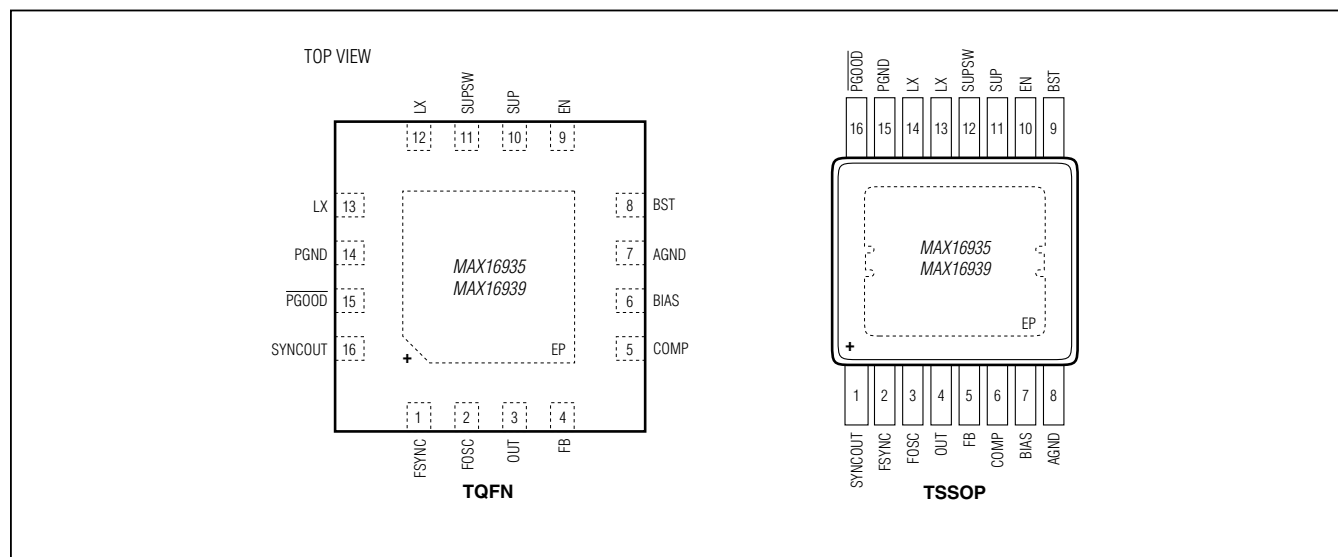 TOP VIEW
LX
SUPSW
SUP
EN
12
11
10
9
LX 13
PGND 14
PGOOD 15
SYNCOUT 16
8 BST
7 AGND
6 BIAS
5 COMP
MAX16935
MAX16939
EP
+
1
2
3
4
FSYNC
FOSC
OUT
FB
TQFN
PGOOD
PGND
LX
LX
SUPSW
SUP
EN
BST
16
15
14
13
12
11
10
9
MAX16935
MAX16939
EP
+
1
2
3
4
5
6
7
8
SYNCOUT
FSYNC
FOSC
OUT
FB
COMP
BIAS
AGND
TSSOP